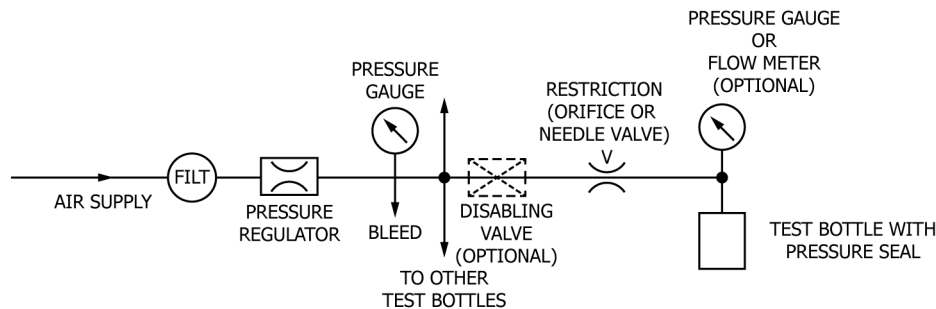 PRESSURE GAUGE
OR
FLOW METER
(OPTIONAL)
PRESSURE
GAUGE
RESTRICTION
(ORIFICE OR
NEEDLE VALVE)
V
FILT
AIR SUPPLY
PRESSURE
REGULATOR
BLEED
DISABLING
VALVE
(OPTIONAL)
TO OTHER
TEST BOTTLES
TEST BOTTLE WITH
PRESSURE SEAL